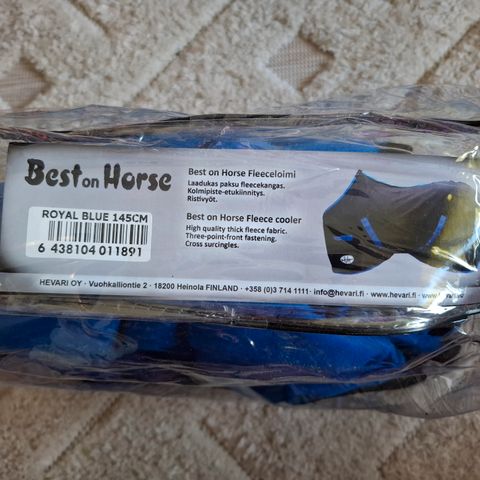 Best on Horse
ROYAL BLUE 145CM
6 438104 011891
Best on Horse Fleeceloimi
Laadukas paksu fleecekangas.
Kolmipiste-etukiinnitys.
Ristivyöt.
Best on Horse Fleece cooler
High quality thick fleece fabric.
Three-point-front fastening.
Cross surcingles.
HEVARI OY · Vuohkalliontie 2 · 18200 Heinola FINLAND · +358 (0)3 714 1111· info@hevari.fi · www.hevari.fi · www.hevari.